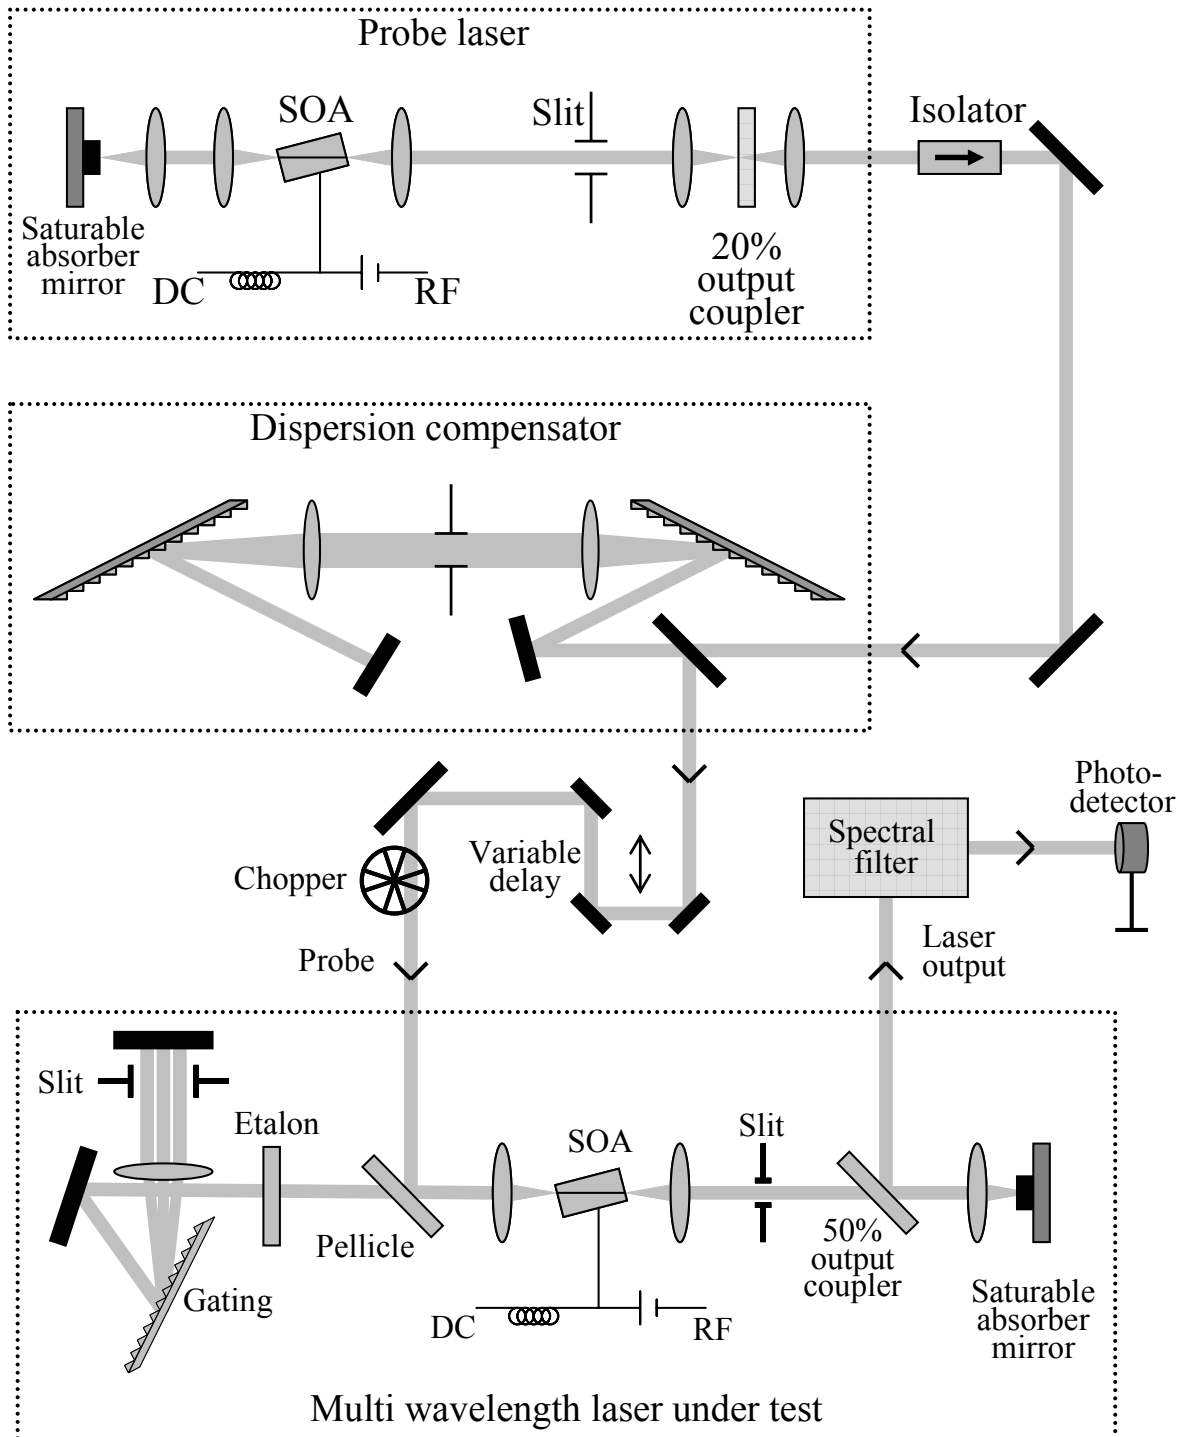 Probe laser
SOA
Slit
Isolator
Saturable
absorber
mirror
DC
RF
20%
output
coupler
Dispersion compensator
Photo-
detector
Spectral
filter
Variable
delay
Chopper
Laser
output
Probe
Slit
Etalon
SOA
Slit
Pellicle
50%
output
coupler
Gating
Saturable
absorber
mirror
DC
RF
Multi wavelength laser under test